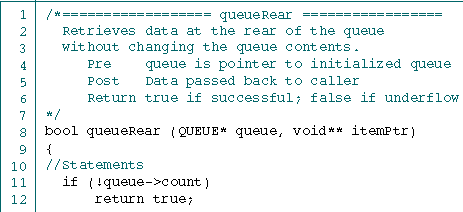 1 /*================== queueRear =================
2 Retrieves data at the rear of the queue
3 without changing the queue contents.
4 Pre queue is pointer to initialized queue
5 Post Data passed back to caller
6 Return true if successful; false if underflow
7 */
8 bool queueRear (QUEUE* queue, void** itemPtr)
9 {
10 //Statements
11 if (!queue->count)
12 return true;